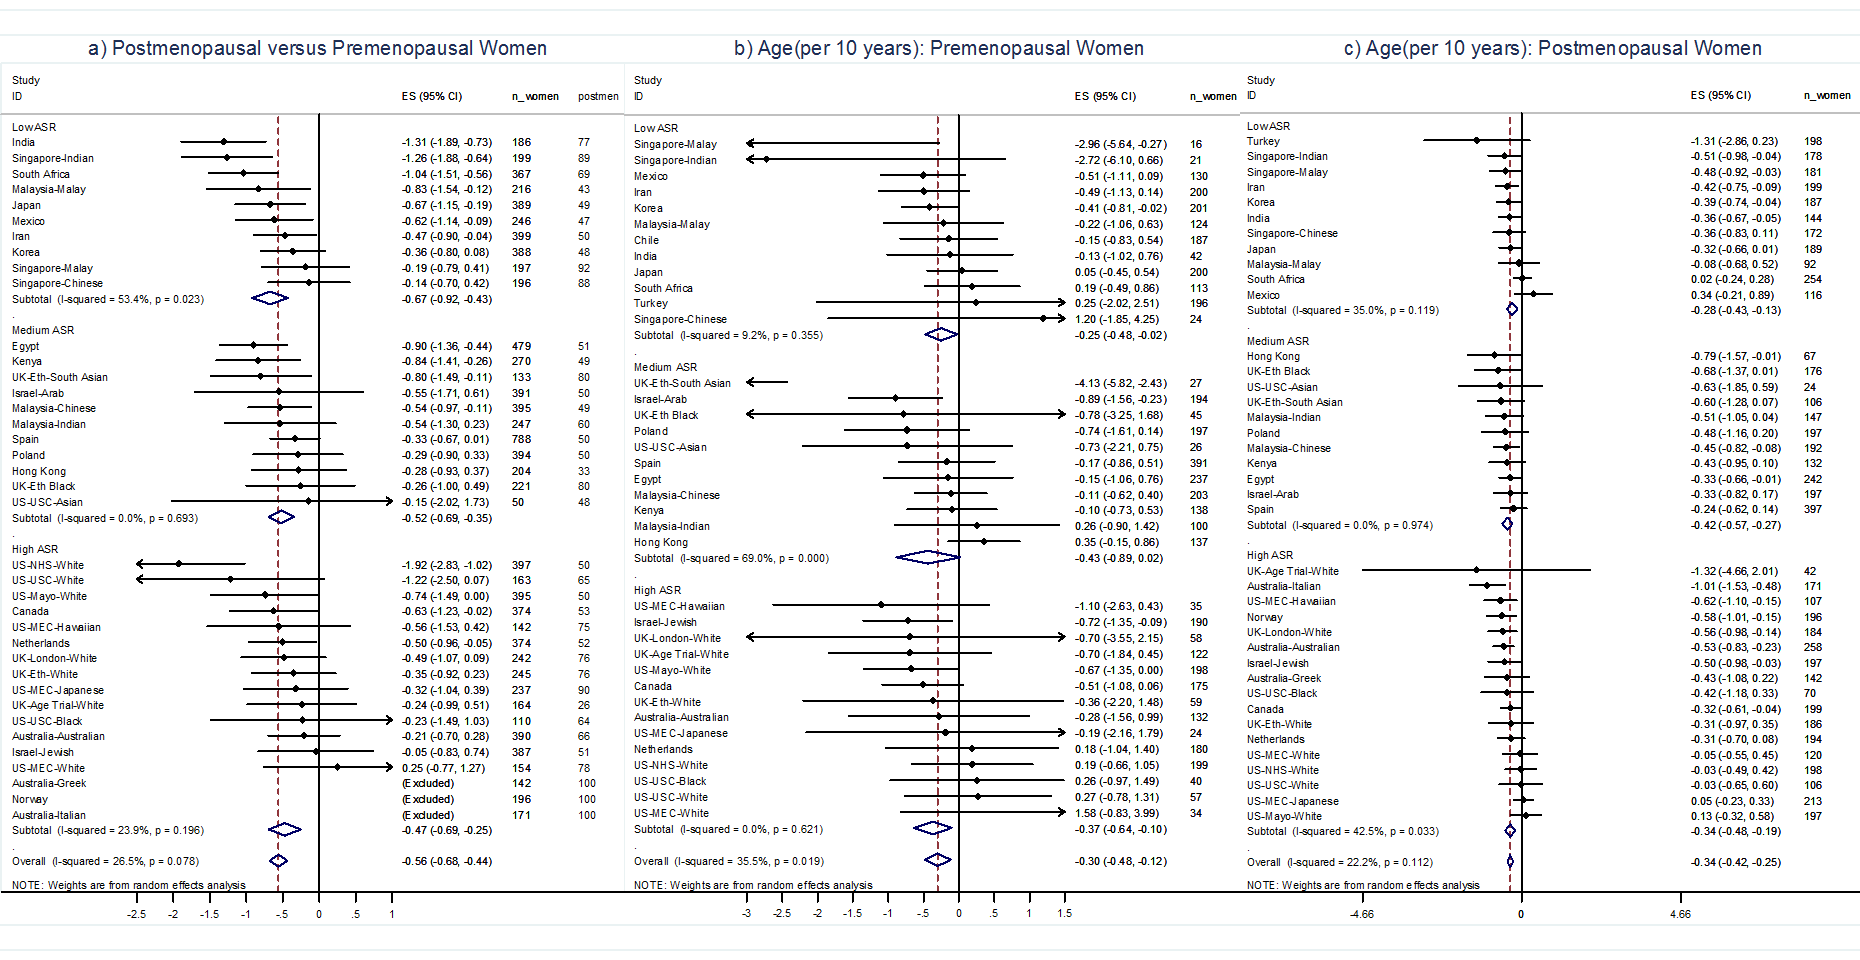 a) Postmenopausal versus Premenopausal Women
Study
ID ES (95% CI) n_women postmen
Low ASR
India -1.31 (-1.89, -0.73) 186 77
Singapore-Indian -1.26 (-1.88, -0.64) 199 89
South Africa -1.04 (-1.51, -0.56) 367 69
Malaysia-Malay -0.83 (-1.54, -0.12) 216 43
Japan -0.67 (-1.15, -0.19) 389 49
Mexico -0.62 (-1.14, -0.09) 246 47
Iran -0.47 (-0.90, -0.04) 399 50
Korea -0.36 (-0.80, 0.08) 388 48
Singapore-Malay -0.19 (-0.79, 0.41) 197 92
Singapore-Chinese -0.14 (-0.70, 0.42) 196 88
Subtotal (I-squared = 53.4%, p = 0.023) -0.67 (-0.92, -0.43)
.
Medium ASR
Egypt -0.90 (-1.36, -0.44) 479 51
Kenya -0.84 (-1.41, -0.26) 270 49
UK-Eth-South Asian -0.80 (-1.49, -0.11) 133 80
Israel-Arab -0.55 (-1.71, 0.61) 391 50
Malaysia-Chinese -0.54 (-0.97, -0.11) 395 49
Malaysia-Indian -0.54 (-1.30, 0.23) 247 60
Spain -0.33 (-0.67, 0.01) 788 50
Poland -0.29 (-0.90, 0.33) 394 50
Hong Kong -0.28 (-0.93, 0.37) 204 33
UK-Eth Black -0.26 (-1.00, 0.49) 221 80
US-USC-Asian -0.15 (-2.02, 1.73) 50 48
Subtotal (I-squared = 0.0%, p = 0.693) -0.52 (-0.69, -0.35)
.
High ASR
US-NHS-White -1.92 (-2.83, -1.02) 397 50
US-USC-White -1.22 (-2.50, 0.07) 163 65
US-Mayo-White -0.74 (-1.49, 0.00) 395 50
Canada -0.63 (-1.23, -0.02) 374 53
US-MEC-Hawaiian -0.56 (-1.53, 0.42) 142 75
Netherlands -0.50 (-0.96, -0.05) 374 52
UK-London-White -0.49 (-1.07, 0.09) 242 76
UK-Eth-White -0.35 (-0.92, 0.23) 245 76
US-MEC-Japanese -0.32 (-1.04, 0.39) 237 90
UK-Age Trial-White -0.24 (-0.99, 0.51) 164 26
US-USC-Black -0.23 (-1.49, 1.03) 110 64
Australia-Australian -0.21 (-0.70, 0.28) 390 66
Israel-Jewish -0.05 (-0.83, 0.74) 387 51
US-MEC-White 0.25 (-0.77, 1.27) 154 78
Australia-Greek (Excluded) 142 100
Norway (Excluded) 196 100
Australia-Italian (Excluded) 171 100
Subtotal (I-squared = 23.9%, p = 0.196) -0.47 (-0.69, -0.25)
.
Overall (I-squared = 26.5%, p = 0.078) -0.56 (-0.68, -0.44)
NOTE: Weights are from random effects analysis
-2.5 -2 -1.5 -1 -.5 0 .5 1
b) Age(per 10 years): Premenopausal Women
Study
ID ES (95% CI) n_women
Low ASR
Singapore-Malay -2.96 (-5.64, -0.27) 16
Singapore-Indian -2.72 (-6.10, 0.66) 21
Mexico -0.51 (-1.11, 0.09) 130
Iran -0.49 (-1.13, 0.14) 200
Korea -0.41 (-0.81, -0.02) 201
Malaysia-Malay -0.22 (-1.06, 0.63) 124
Chile -0.15 (-0.83, 0.54) 187
India -0.13 (-1.02, 0.76) 42
Japan 0.05 (-0.45, 0.54) 200
South Africa 0.19 (-0.49, 0.86) 113
Turkey 0.25 (-2.02, 2.51) 196
Singapore-Chinese 1.20 (-1.85, 4.25) 24
Subtotal (I-squared = 9.2%, p = 0.355) -0.25 (-0.48, -0.02)
.
Medium ASR
UK-Eth-South Asian -4.13 (-5.82, -2.43) 27
Israel-Arab -0.89 (-1.56, -0.23) 194
UK-Eth Black -0.78 (-3.25, 1.68) 45
Poland -0.74 (-1.61, 0.14) 197
US-USC-Asian -0.73 (-2.21, 0.75) 26
Spain -0.17 (-0.86, 0.51) 391
Egypt -0.15 (-1.06, 0.76) 237
Malaysia-Chinese -0.11 (-0.62, 0.40) 203
Kenya -0.10 (-0.73, 0.53) 138
Malaysia-Indian 0.26 (-0.90, 1.42) 100
Hong Kong 0.35 (-0.15, 0.86) 137
Subtotal (I-squared = 69.0%, p = 0.000) -0.43 (-0.89, 0.02)
.
High ASR
US-MEC-Hawaiian -1.10 (-2.63, 0.43) 35
Israel-Jewish -0.72 (-1.35, -0.09) 190
UK-London-White -0.70 (-3.55, 2.15) 58
UK-Age Trial-White -0.70 (-1.84, 0.45) 122
US-Mayo-White -0.67 (-1.35, 0.00) 198
Canada -0.51 (-1.08, 0.06) 175
UK-Eth-White -0.36 (-2.20, 1.48) 59
Australia-Australian -0.28 (-1.56, 0.99) 132
US-MEC-Japanese -0.19 (-2.16, 1.79) 24
Netherlands 0.18 (-1.04, 1.40) 180
US-NHS-White 0.19 (-0.66, 1.05) 199
US-USC-Black 0.26 (-0.97, 1.49) 40
US-USC-White 0.27 (-0.78, 1.31) 57
US-MEC-White 1.58 (-0.83, 3.99) 34
Subtotal (I-squared = 0.0%, p = 0.621) -0.37 (-0.64, -0.10)
.
Overall (I-squared = 35.5%, p = 0.019) -0.30 (-0.48, -0.12)
NOTE: Weights are from random effects analysis
-3 -2.5 -2 -1.5 -1 -.5 0 .5 1 1.5
c) Age(per 10 years): Postmenopausal Women
Study
ID ES (95% CI) n_women
Low ASR
Turkey -1.31 (-2.86, 0.23) 198
Singapore-Indian -0.51 (-0.98, -0.04) 178
Singapore-Malay -0.48 (-0.92, -0.03) 181
Iran -0.42 (-0.75, -0.09) 199
Korea -0.39 (-0.74, -0.04) 187
India -0.36 (-0.67, -0.05) 144
Singapore-Chinese -0.36 (-0.83, 0.11) 172
Japan -0.32 (-0.66, 0.01) 189
Malaysia-Malay -0.08 (-0.68, 0.52) 92
South Africa 0.02 (-0.24, 0.28) 254
Mexico 0.34 (-0.21, 0.89) 116
Subtotal (I-squared = 35.0%, p = 0.119) -0.28 (-0.43, -0.13)
.
Medium ASR
Hong Kong -0.79 (-1.57, -0.01) 67
UK-Eth Black -0.68 (-1.37, 0.01) 176
US-USC-Asian -0.63 (-1.85, 0.59) 24
UK-Eth-South Asian -0.60 (-1.28, 0.07) 106
Malaysia-Indian -0.51 (-1.05, 0.04) 147
Poland -0.48 (-1.16, 0.20) 197
Malaysia-Chinese -0.45 (-0.82, -0.08) 192
Kenya -0.43 (-0.95, 0.10) 132
Egypt -0.33 (-0.66, -0.01) 242
Israel-Arab -0.33 (-0.82, 0.17) 197
Spain -0.24 (-0.62, 0.14) 397
Subtotal (I-squared = 0.0%, p = 0.974) -0.42 (-0.57, -0.27)
.
High ASR
UK-Age Trial-White -1.32 (-4.66, 2.01) 42
Australia-Italian -1.01 (-1.53, -0.48) 171
US-MEC-Hawaiian -0.62 (-1.10, -0.15) 107
Norway -0.58 (-1.01, -0.15) 196
UK-London-White -0.56 (-0.98, -0.14) 184
Australia-Australian -0.53 (-0.83, -0.23) 258
Israel-Jewish -0.50 (-0.98, -0.03) 197
Australia-Greek -0.43 (-1.08, 0.22) 142
US-USC-Black -0.42 (-1.18, 0.33) 70
Canada -0.32 (-0.61, -0.04) 199
UK-Eth-White -0.31 (-0.97, 0.35) 186
Netherlands -0.31 (-0.70, 0.08) 194
US-MEC-White -0.05 (-0.55, 0.45) 120
US-NHS-White -0.03 (-0.49, 0.42) 198
US-USC-White -0.03 (-0.65, 0.60) 106
US-MEC-Japanese 0.05 (-0.23, 0.33) 213
US-Mayo-White 0.13 (-0.32, 0.58) 197
Subtotal (I-squared = 42.5%, p = 0.033) -0.34 (-0.48, -0.19)
.
Overall (I-squared = 22.2%, p = 0.112) -0.34 (-0.42, -0.25)
NOTE: Weights are from random effects analysis
-4.66 0 4.66